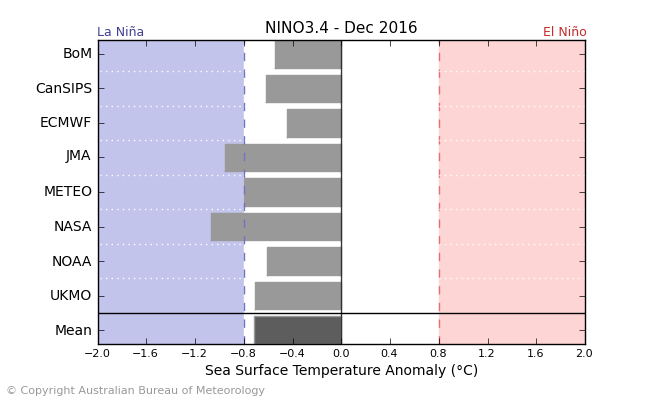 NINO3.4 - Dec 2016
La Niña
El Niño
BoM
CanSIPS
ECMWF
JMA
METEO
NASA
NOAA
UKMO
Mean
−2.0 −1.6 −1.2 −0.8 −0.4 0.0 0.4 0.8 1.2 1.6 2.0
Sea Surface Temperature Anomaly (°C)
© Copyright Australian Bureau of Meteorology